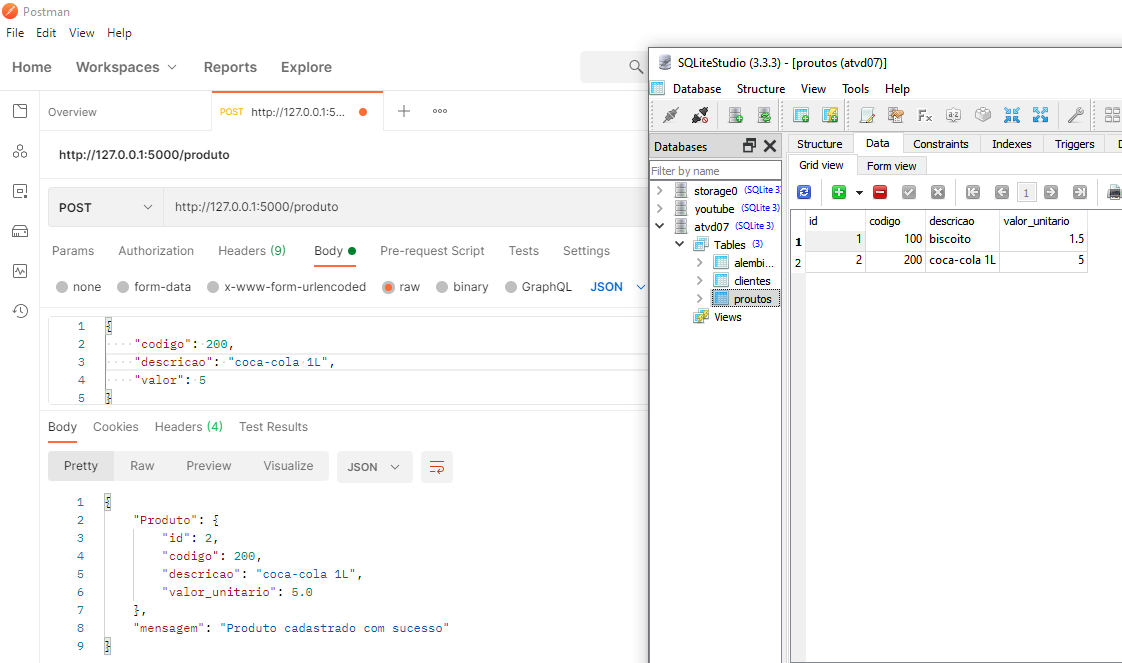 Postman
File Edit View Help
Home Workspaces Reports Explore
Overview
POST http://127.0.0.1:5...
http://127.0.0.1:5000/produto
POST http://127.0.0.1:5000/produto
Params Authorization Headers (9) Body Pre-request Script Tests Settings
none form-data x-www-form-urlencoded raw binary GraphQL JSON
1 {
2 "codigo": 200,
3 "descricao": "coca-cola 1L",
4 "valor": 5
5 }
Body Cookies Headers (4) Test Results
Pretty Raw Preview Visualize JSON
1 {
2 "Produto": {
3 "id": 2,
4 "codigo": 200,
5 "descricao": "coca-cola 1L",
6 "valor_unitario": 5.0
7 },
8 "mensagem": "Produto cadastrado com sucesso"
9 }
SQLiteStudio (3.3.3) - [proutos (atvd07)]
Database Structure View Tools Help
Databases
Filter by name
storage0 (SQLite 3)
youtube (SQLite 3)
atvd07 (SQLite 3)
Tables (3)
alembi...
clientes
proutos
Views
Structure Data Constraints Indexes Triggers
Grid view Form view
1
id codigo descricao valor_unitario
1 1 100 biscoito 1.5
2 2 200 coca-cola 1L 5